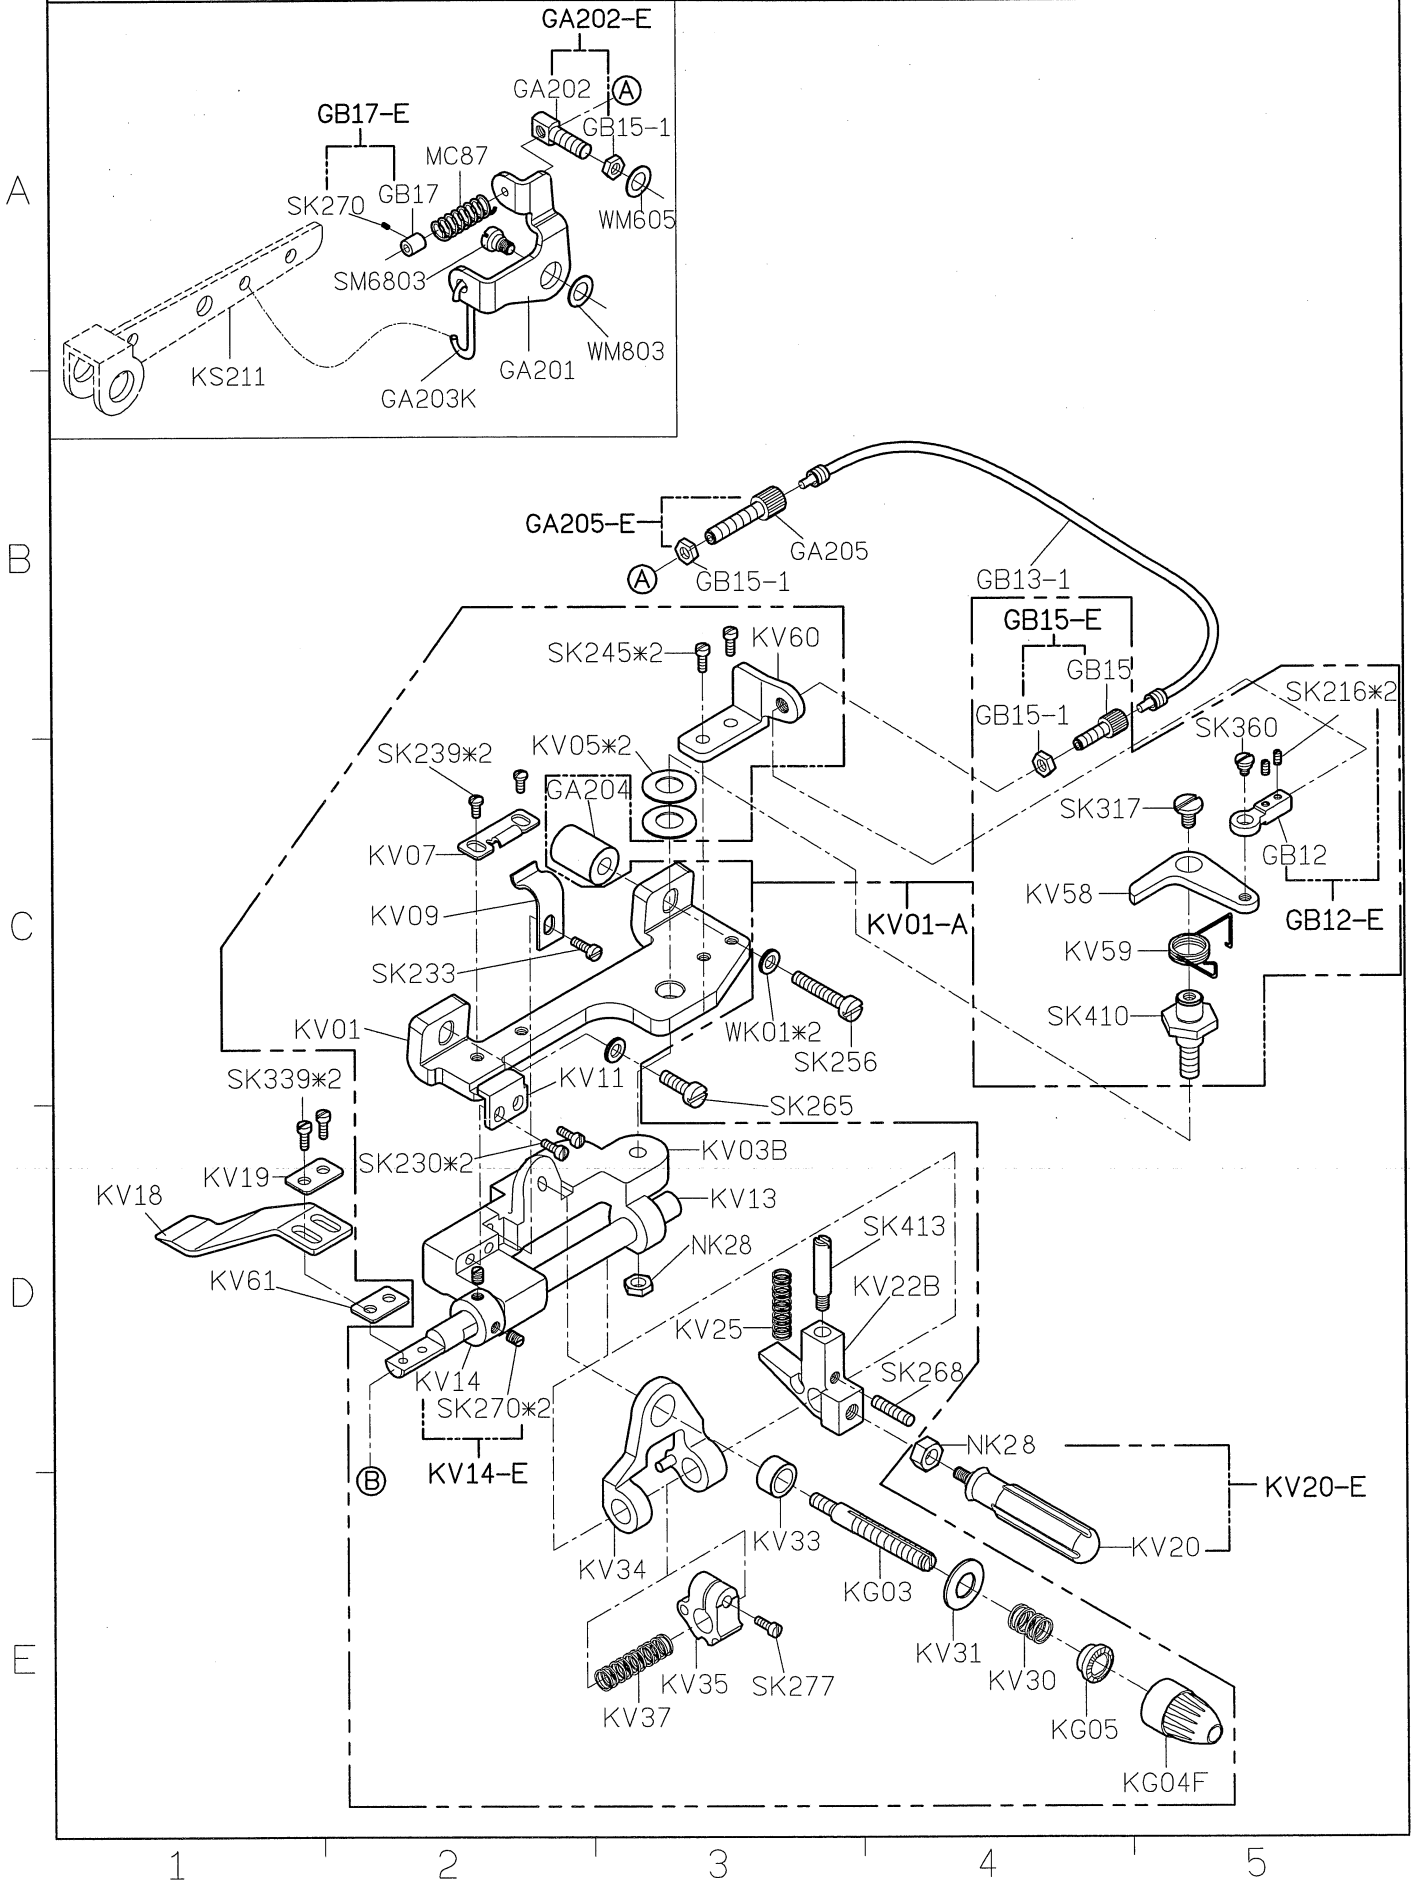 GA202-E
GA202
A
GB17-E
GB15-1
MC87
SK270
GB17
WM605
A
SM6803
WM803
KS211
GA201
GA203K
GA205-E
GA205
B
A
GB15-1
GB13-1
GB15-E
SK245*2
KV60
GB15
SK216*2
GB15-1
SK360
SK239*2
KV05*2
GA204
SK317
KV07
GB12
KV58
KV09
C
KV01-A
GB12-E
KV59
SK233
KV01
WK01*2
SK410
SK256
SK339*2
KV11
SK265
KV03B
SK230*2
KV19
KV18
KV13
SK413
NK28
KV61
D
KV22B
KV25
KV14
SK268
SK270*2
NK28
KV14-E
B
KV20-E
KV33
KV20
KV34
KG03
E
KV31
KV35
SK277
KV30
KV37
KG05
KG04F
1
2
3
4
5